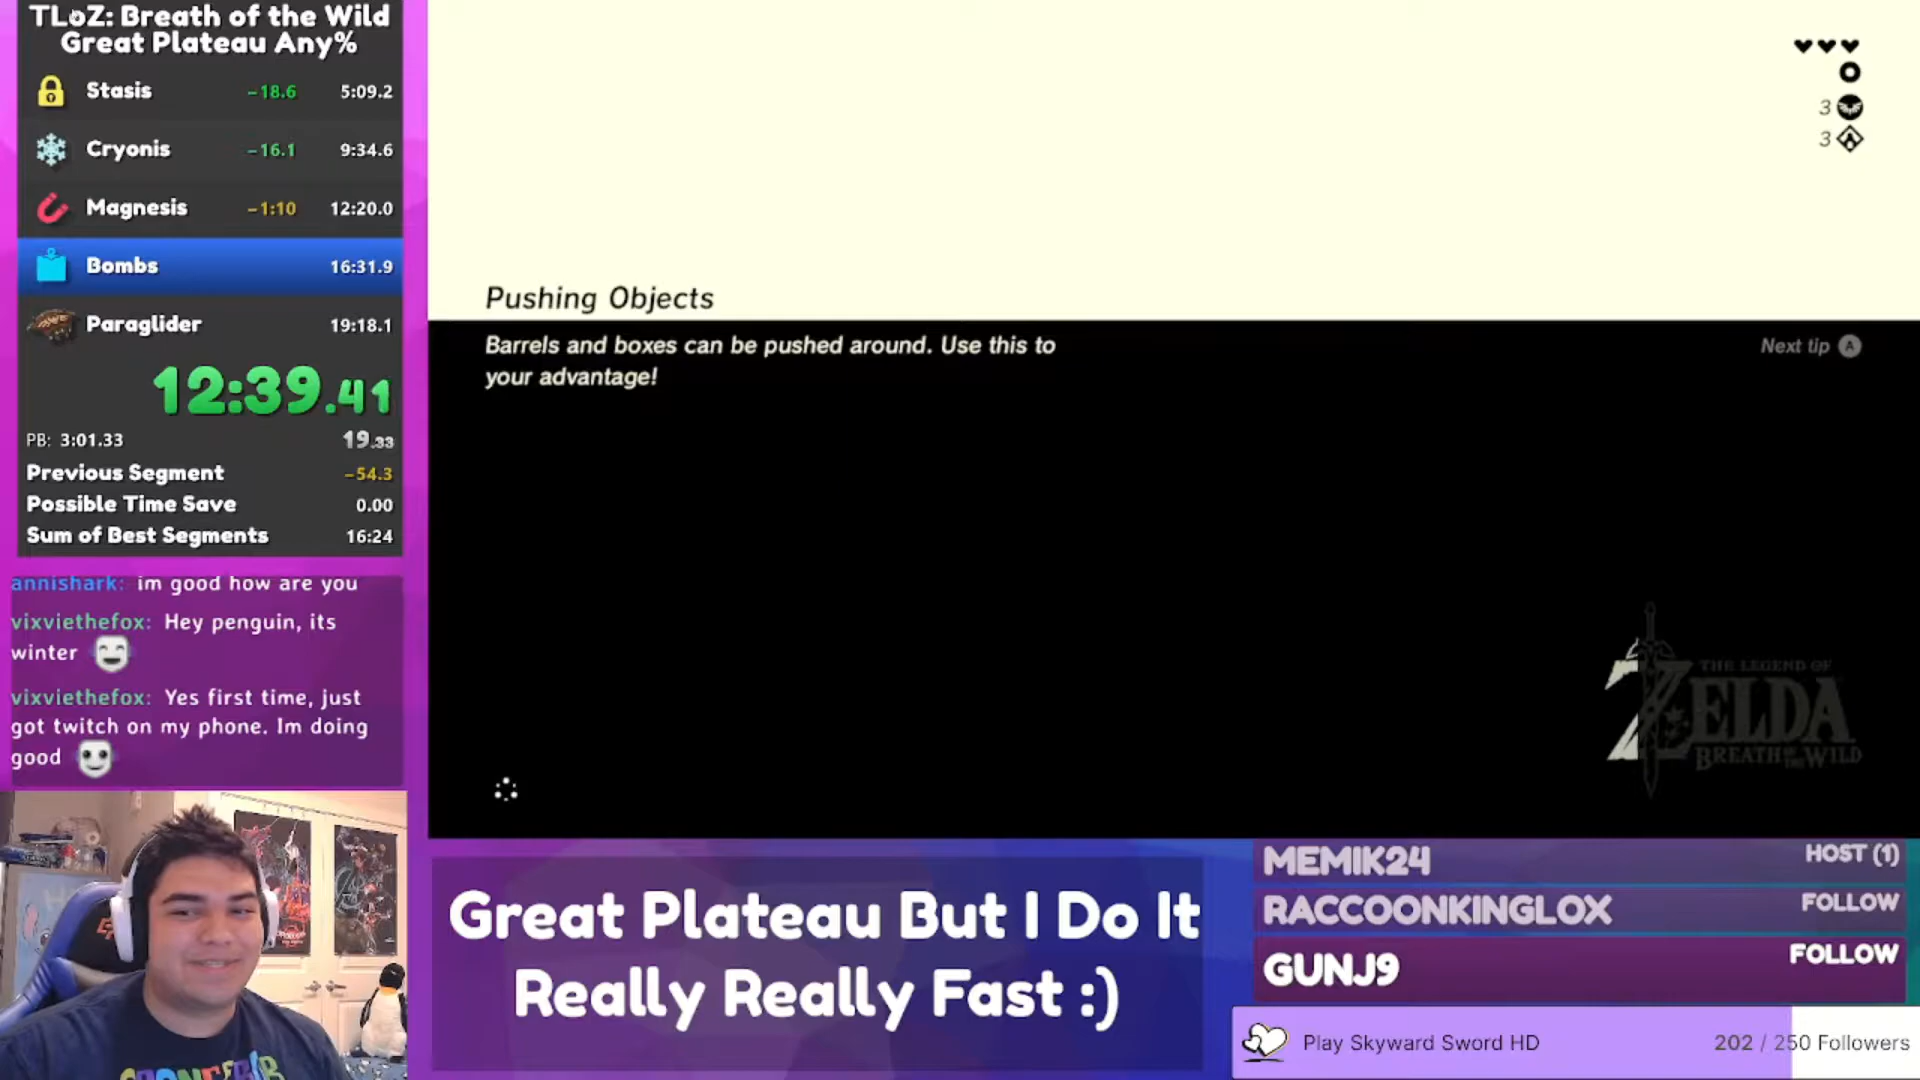 TLoZ: Breath of the Wild
Great Plateau Any%
Stasis -18.6 5:09.2
Cryonis -16.1 9:34.6
Magnesis -1:10 12:20.0
Bombs 16:31.9
Paraglider 19:18.1
12:39.41
PB: 3:01.33 19.33
Previous Segment -54.3
Possible Time Save 0.00
Sum of Best Segments 16:24
annishark: im good how are you
vixviethefox: Hey penguin, its
winter
vixviethefox: Yes first time, just
got twitch on my phone. Im doing
good
3
3
Pushing Objects
Barrels and boxes can be pushed around. Use this to
your advantage!
Next tip A
THE LEGEND OF
ZELDA
BREATH OF THE WILD
Great Plateau But I Do It
Really Really Fast :)
MEMIK24 HOST (1)
RACCOONKINGLOX FOLLOW
GUNJ9 FOLLOW
Play Skyward Sword HD 202 / 250 Followers